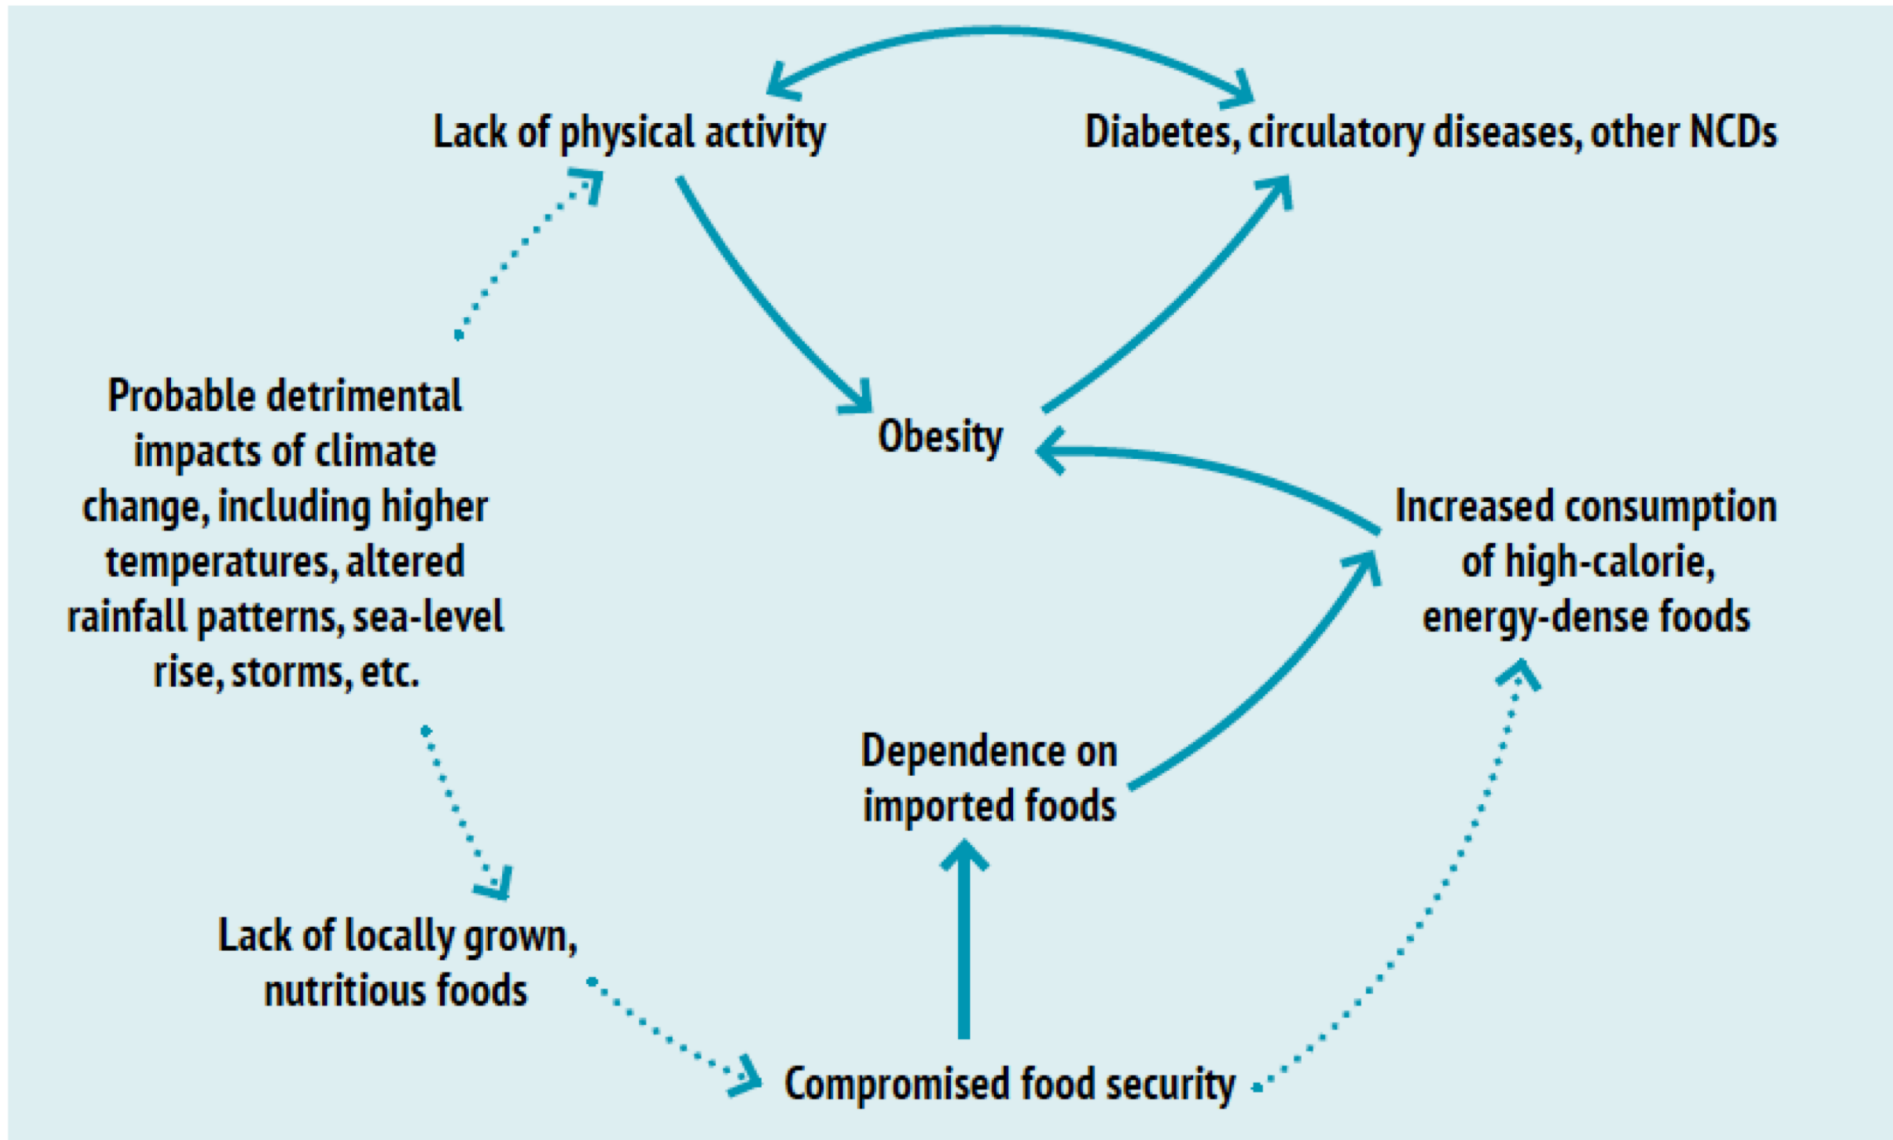 Lack of physical activity
Diabetes, circulatory diseases, other NCDs
Probable detrimental
impacts of climate
change, including higher
temperatures, altered
rainfall patterns, sea-level
rise, storms, etc.
Obesity
Increased consumption
of high-calorie,
energy-dense foods
Dependence on
imported foods
Lack of locally grown,
nutritious foods
Compromised food security